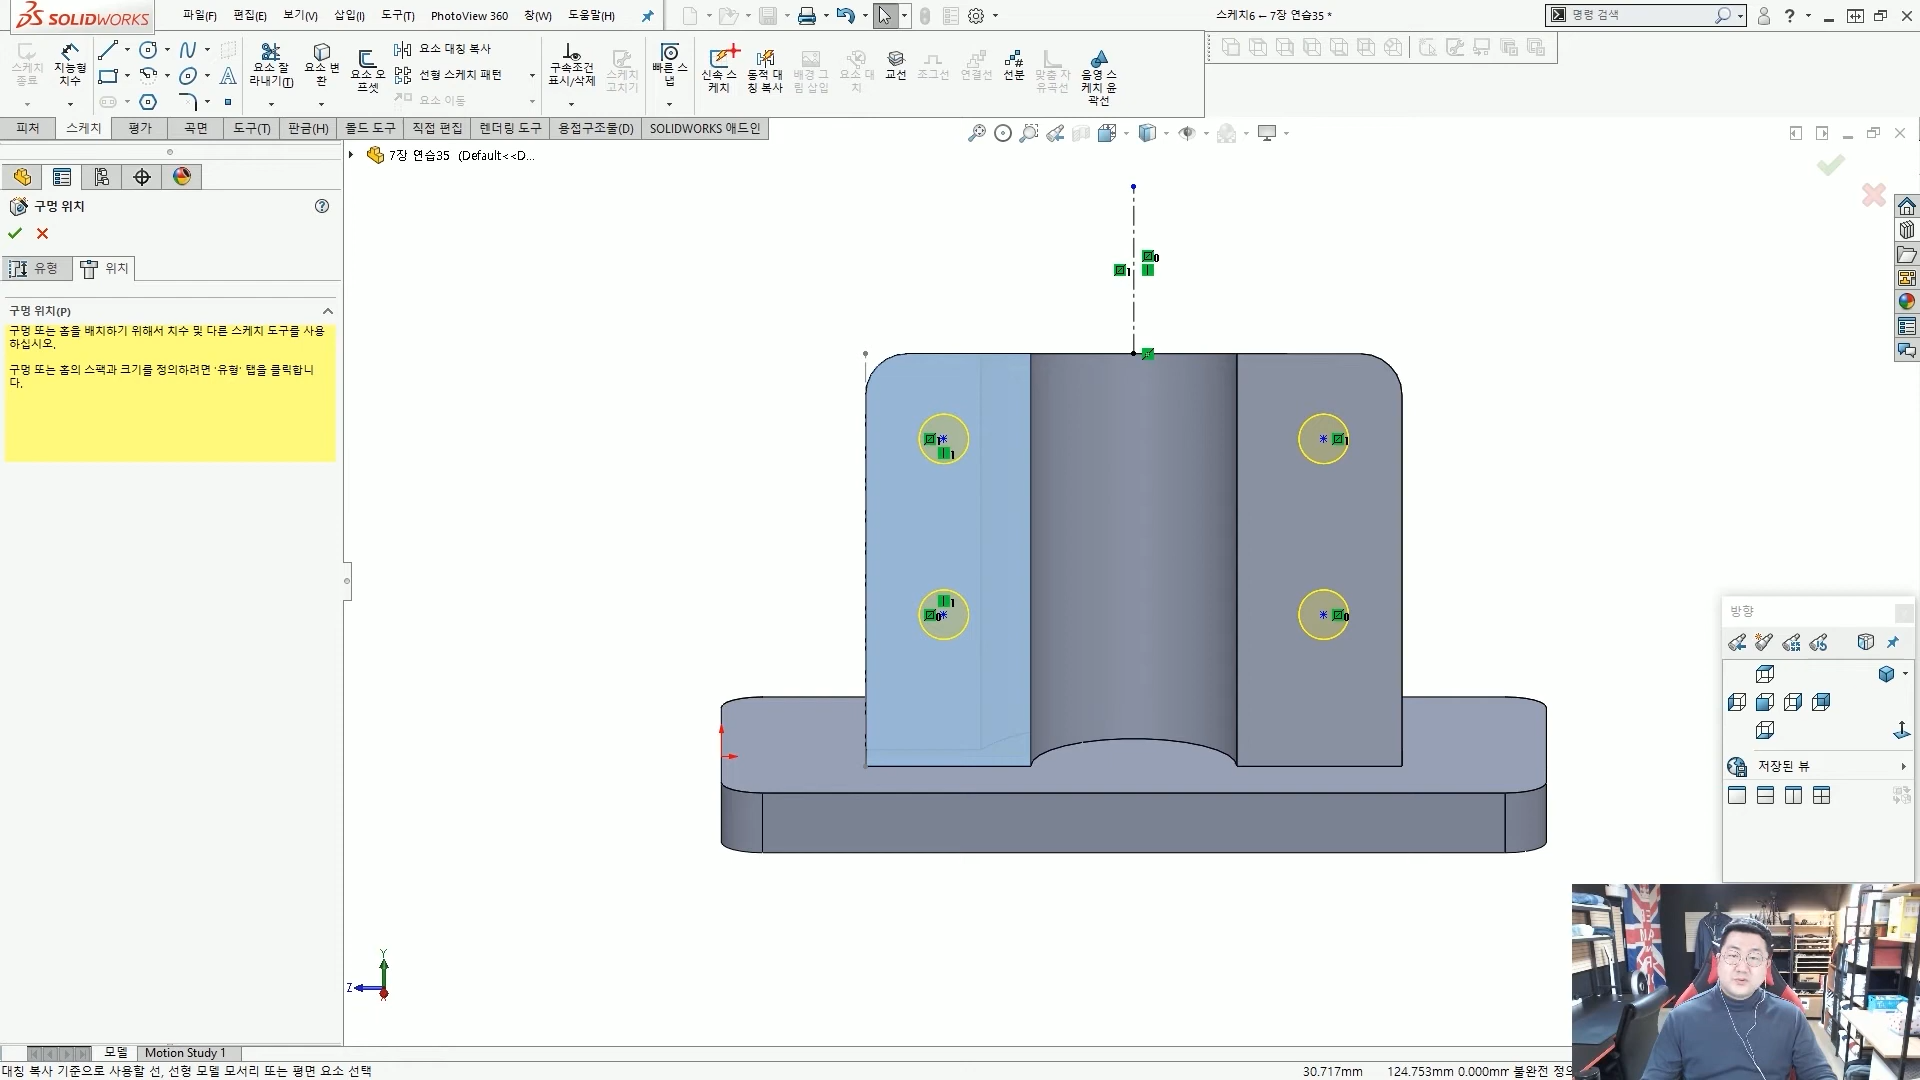 SOLIDWORKS
파일(F) 편집(E) 보기(V) 삽입(I) 도구(T) PhotoView 360 창(W) 도움말(H)
스케치6 ← 7장 연습35 *
명령 검색
스케치 종료
지능형 치수
요소 잘라내기(T)
요소 변환
요소 오프셋
요소 대칭 복사
선형 스케치 패턴
요소 이동
구속조건 표시/삭제
스케치 고치기
빠른 스냅
신속 스케치
동적 대칭 복사
배경 그림 삽입
요소 대치
교선
조그선
연결선
선분
맞춤 자유곡선
음영 스케치 윤곽선
피처 스케치 평가 곡면 도구(T) 판금(H) 몰드 도구 직접 편집 렌더링 도구 용접구조물(D) SOLIDWORKS 애드인
7장 연습35 (Default<<D...
구멍 위치
유형 위치
구멍 위치(P)
구멍 또는 홈을 배치하기 위해서 치수 및 다른 스케치 도구를 사용
하십시오.
구멍 또는 홈의 스팩과 크기를 정의하려면 '유형' 탭을 클릭합니
다.
0
1
1
1
1
1
0
0
방향
저장된 뷰
Y
Z
모델 Motion Study 1
대칭 복사 기준으로 사용할 선, 선형 모델 모서리 또는 평면 요소 선택
30.717mm 124.753mm 0.000mm 불완전 정의